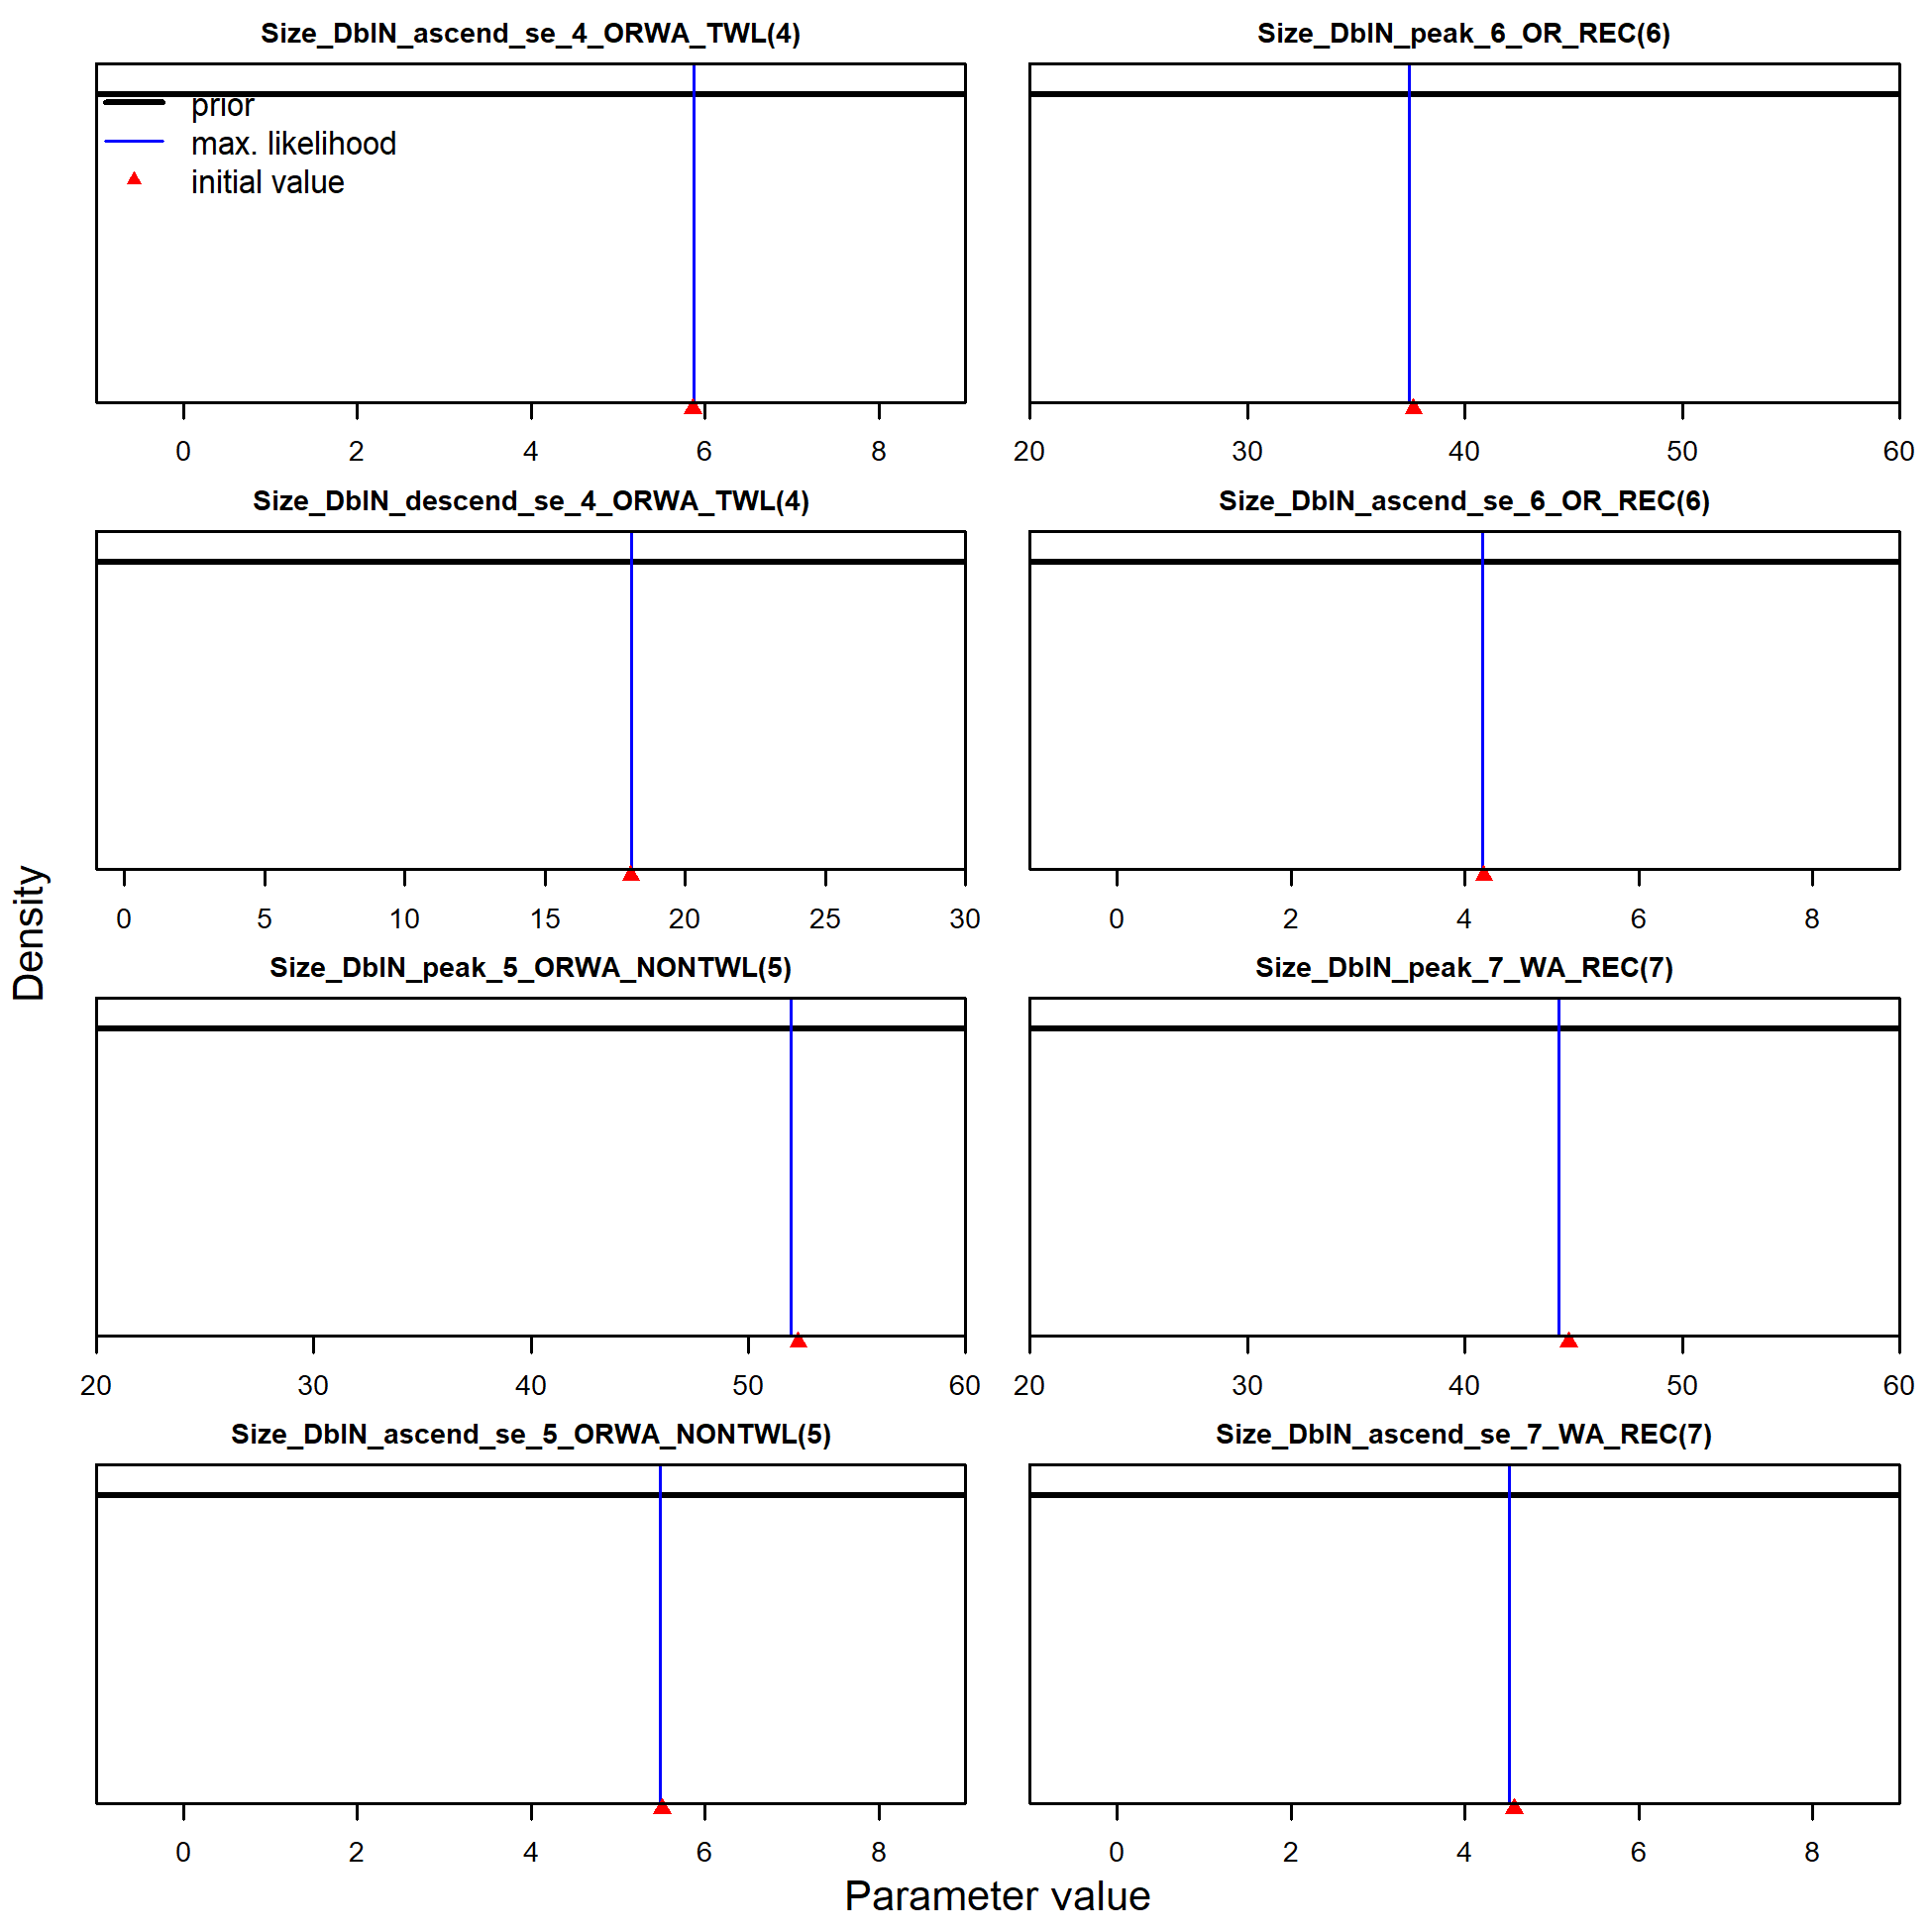 Size_DblN_ascend_se_4_ORWA_TWL(4)
prior
max. likelihood
initial value
0 2 4 6 8
Size_DblN_peak_6_OR_REC(6)
20 30 40 50 60
Size_DblN_descend_se_4_ORWA_TWL(4)
0 5 10 15 20 25 30
Size_DblN_ascend_se_6_OR_REC(6)
0 2 4 6 8
Density
Size_DblN_peak_5_ORWA_NONTWL(5)
20 30 40 50 60
Size_DblN_peak_7_WA_REC(7)
20 30 40 50 60
Size_DblN_ascend_se_5_ORWA_NONTWL(5)
0 2 4 6 8
Size_DblN_ascend_se_7_WA_REC(7)
0 2 4 6 8
Parameter value